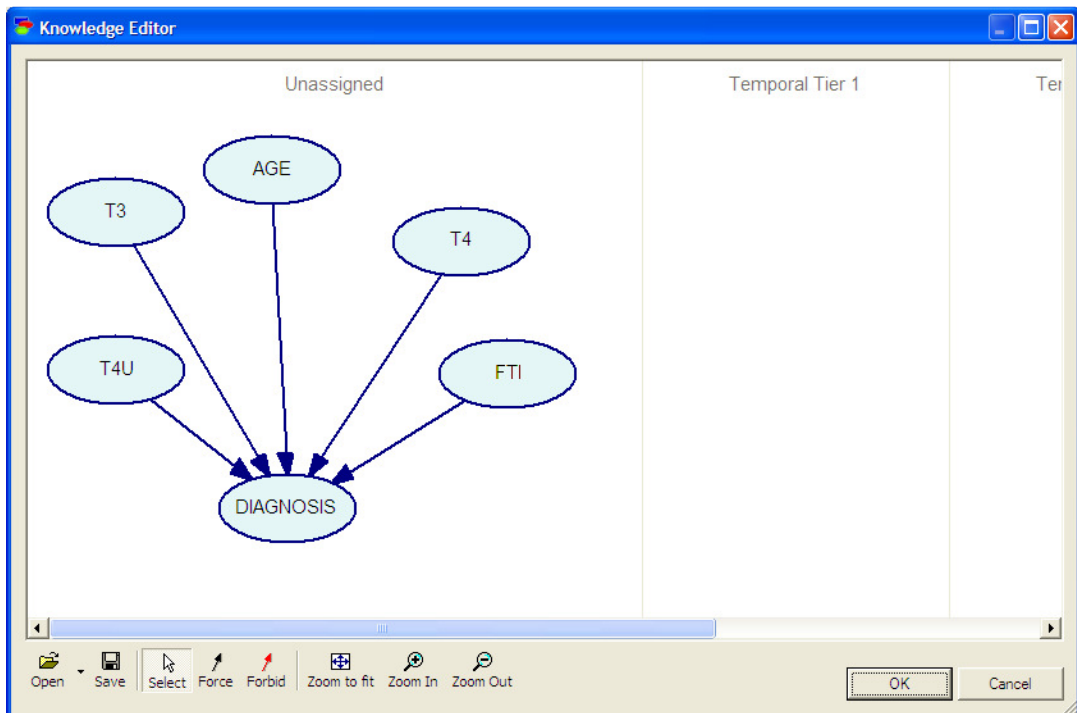 Knowledge Editor
Unassigned
Temporal Tier 1
Ter
AGE
T3
T4
T4U
FTI
DIAGNOSIS
Open
Save
Select
Force
Forbid
Zoom to fit
Zoom In
Zoom Out
OK
Cancel